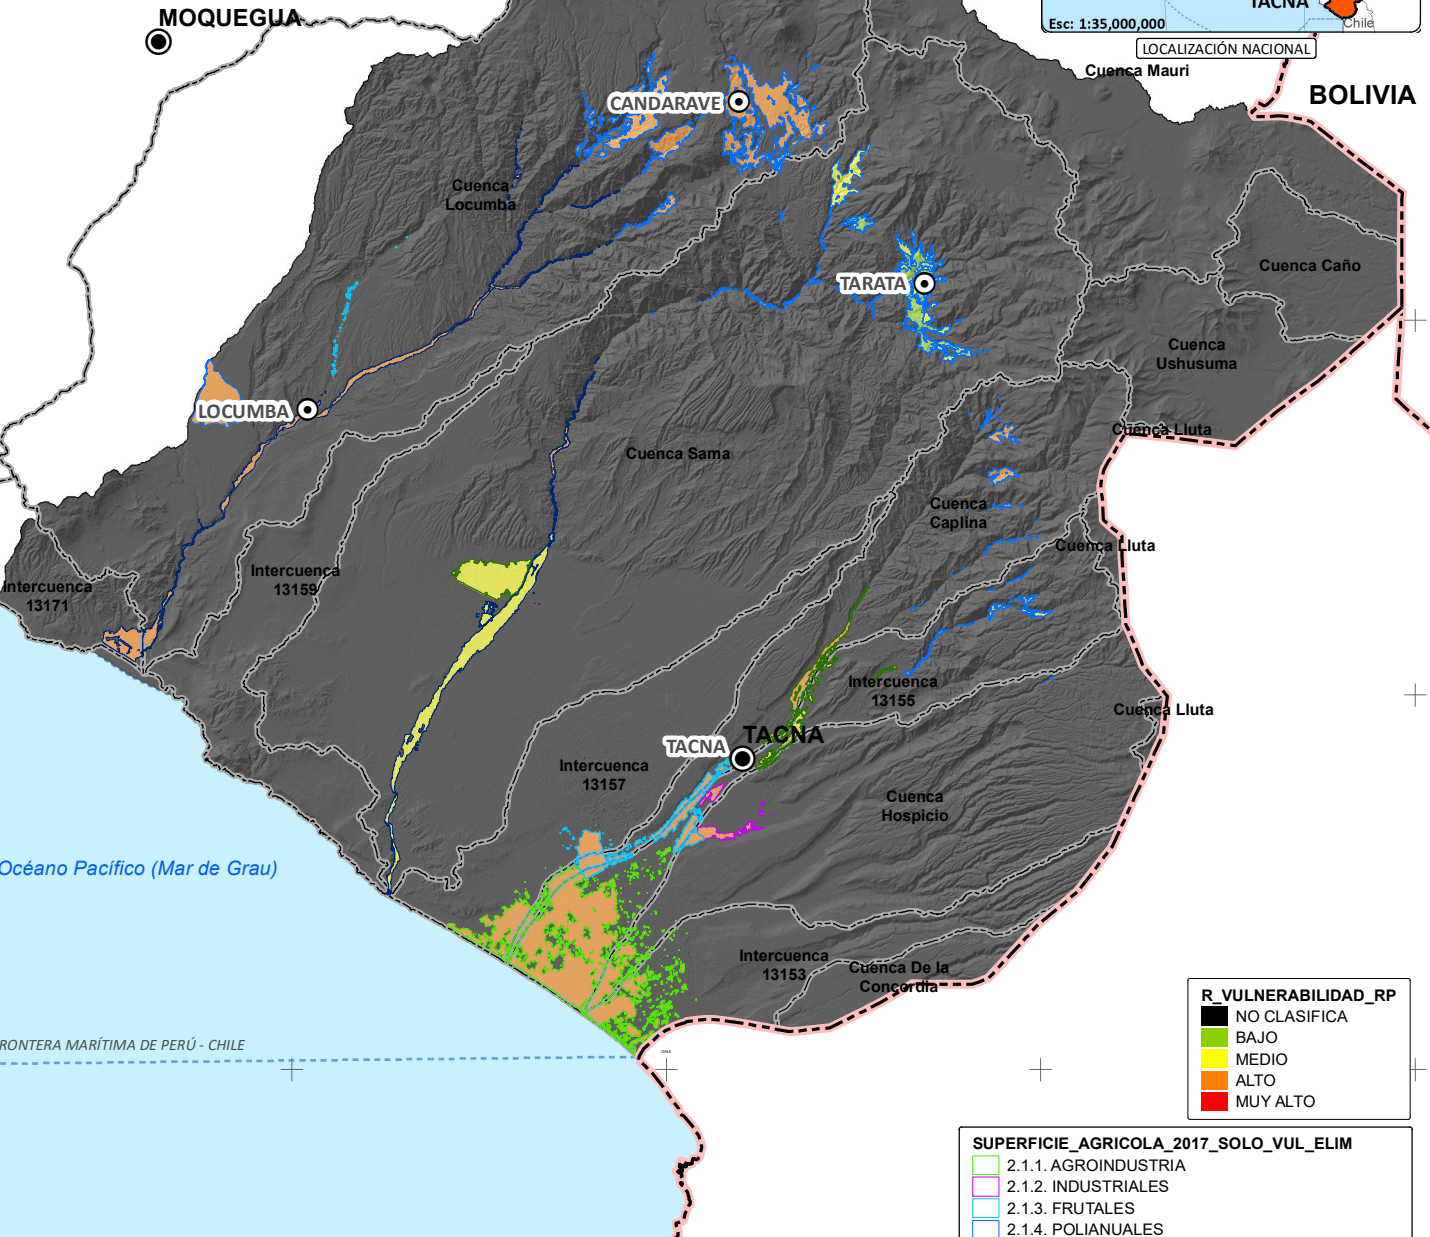 MOQUEGUA
TACNA
Chile
Esc: 1:35,000,000
LOCALIZACIÓN NACIONAL
Cuenca Mauri
BOLIVIA
CANDARAVE
Cuenca
Locumba
TARATA
Cuenca Caño
Cuenca
Ushusuma
LOCUMBA
Cuenca Lluta
Cuenca Sama
Cuenca
Caplina
Cuenca Lluta
Intercuenca
13171
Intercuenca
13159
Intercuenca
13155
Cuenca Lluta
TACNA
TACNA
Intercuenca
13157
Cuenca
Hospicio
Océano Pacífico (Mar de Grau)
Intercuenca
13153
Cuenca De la
Concordia
RONTERA MARÍTIMA DE PERÚ - CHILE
R_VULNERABILIDAD_RP
NO CLASIFICA
BAJO
MEDIO
ALTO
MUY ALTO
SUPERFICIE_AGRICOLA_2017_SOLO_VUL_ELIM
2.1.1. AGROINDUSTRIA
2.1.2. INDUSTRIALES
2.1.3. FRUTALES
2.1.4. POLIANUALES